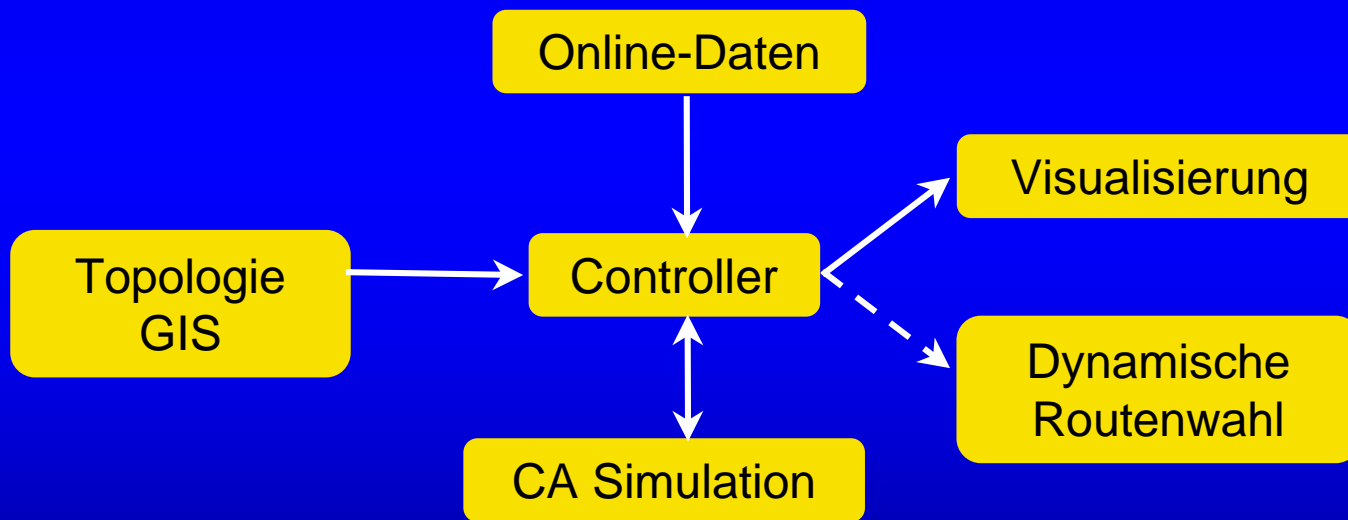 Online-Daten
Visualisierung
Topologie
GIS
Controller
Dynamische
Routenwahl
CA Simulation